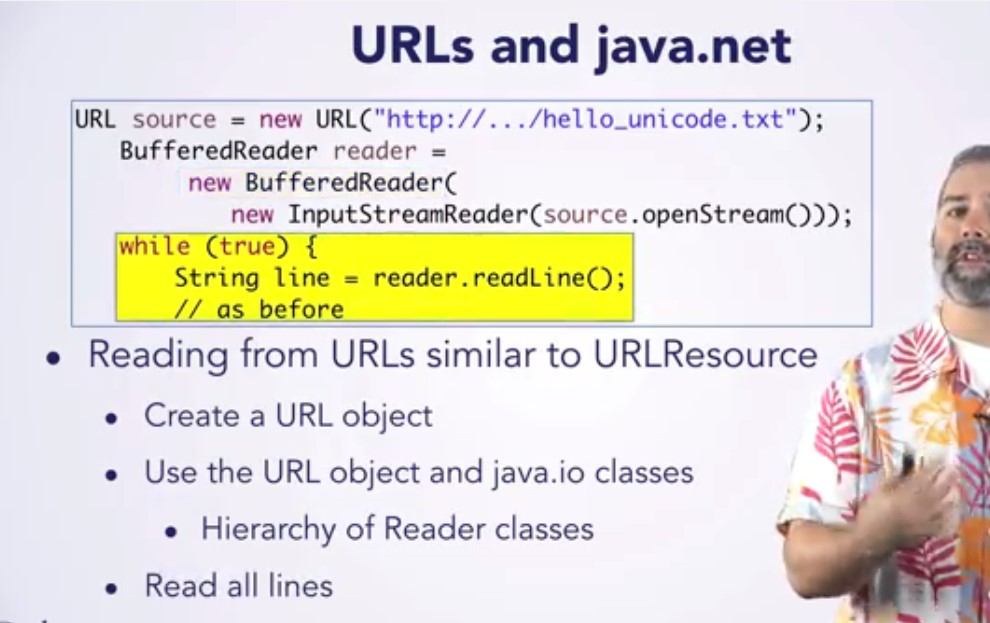 URLs and java.net
URL source = new URL("http://.../hello_unicode.txt");
BufferedReader reader =
new BufferedReader(
new InputStreamReader(source.openStream()));
while (true) {
String line = reader.readLine();
// as before
• Reading from URLs similar to URLResource
• Create a URL object
• Use the URL object and java.io classes
• Hierarchy of Reader classes
• Read all lines